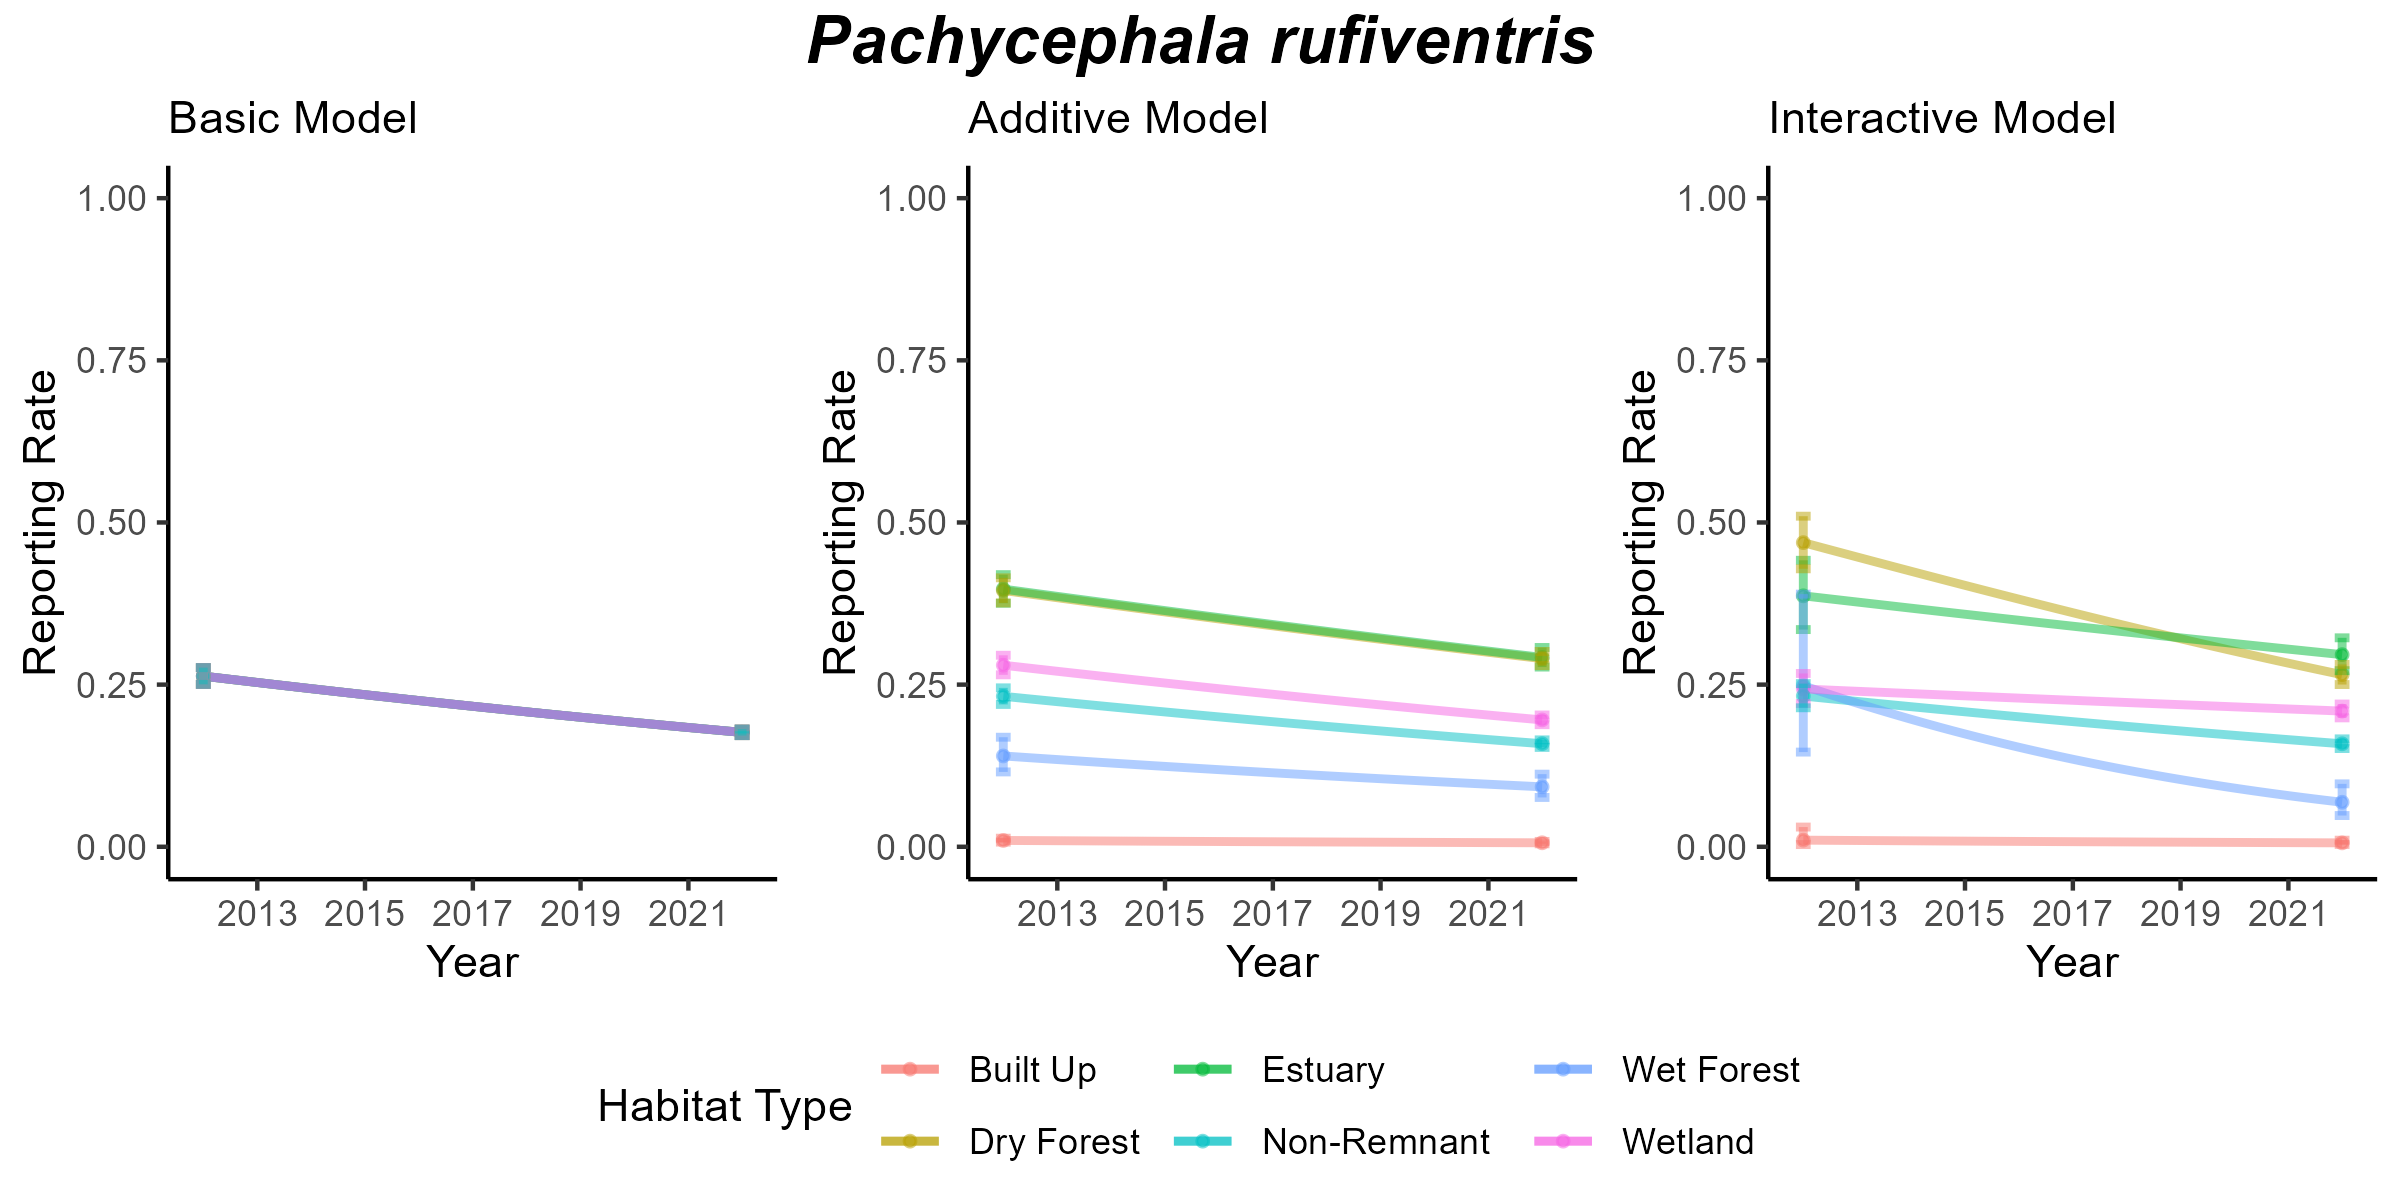 Pachycephala rufiventris
Basic Model
Reporting Rate
1.00
0.75
0.50
0.25
0.00
2013 2015 2017 2019 2021
Year
Additive Model
Reporting Rate
1.00
0.75
0.50
0.25
0.00
2013 2015 2017 2019 2021
Year
Interactive Model
Reporting Rate
1.00
0.75
0.50
0.25
0.00
2013 2015 2017 2019 2021
Year
Habitat Type
Built Up
Estuary
Wet Forest
Dry Forest
Non-Remnant
Wetland